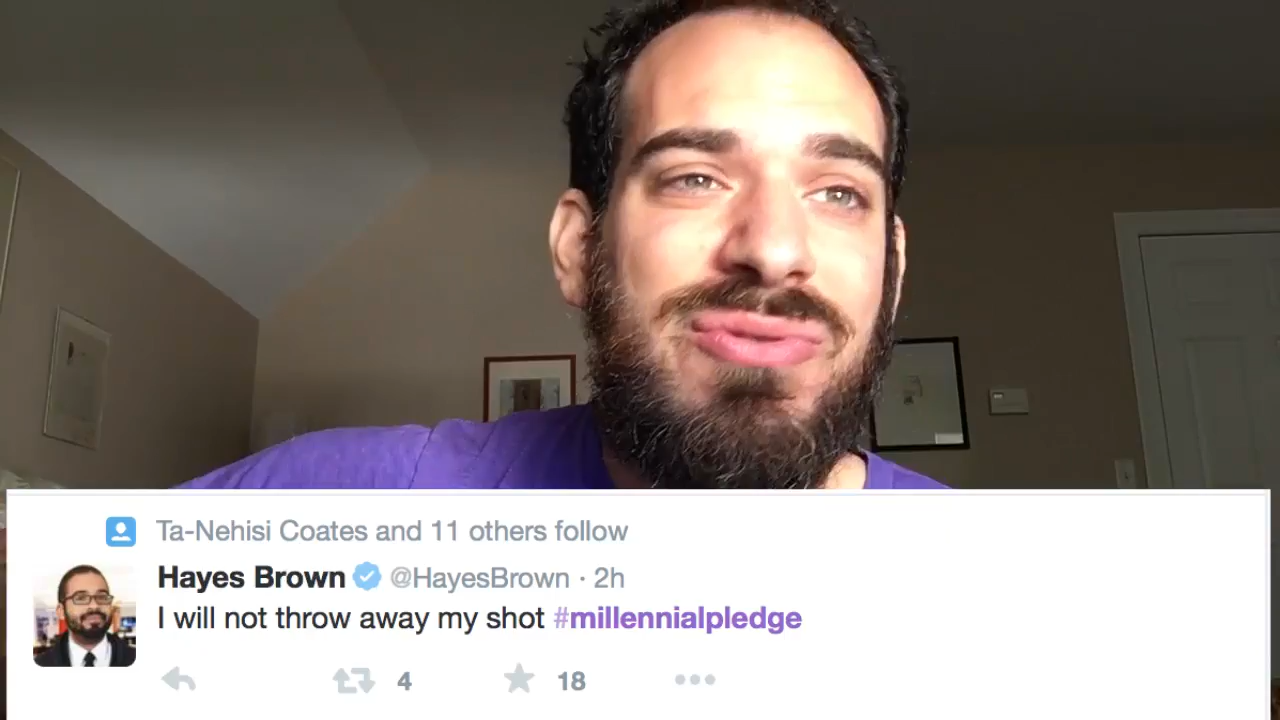 Ta-Nehisi Coates and 11 others follow
Hayes Brown @HayesBrown · 2h
I will not throw away my shot #millennialpledge
4 18